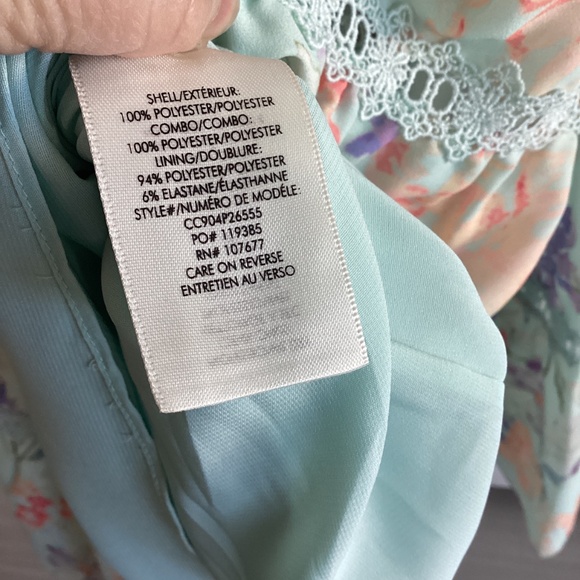 SHELL/EXTÉRIEUR:
100% POLYESTER/POLYESTER
COMBO/COMBO:
100% POLYESTER/POLYESTER
LINING/DOUBLURE:
94% POLYESTER/POLYESTER
6% ELASTANE/ÉLASTHANNE
STYLE#/NUMÉRO DE MODÈLE:
CC904P26555
PO# 119385
RN# 107677
CARE ON REVERSE
ENTRETIEN AU VERSO